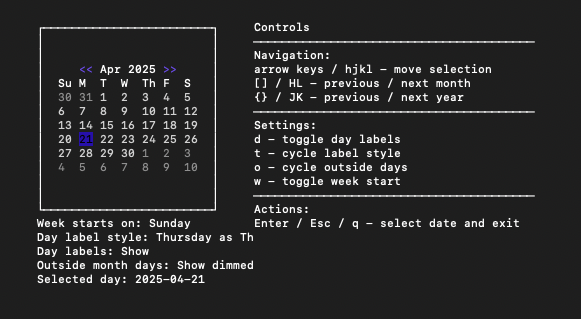 << Apr 2025 >>
Su M T W Th F S
30 31 1 2 3 4 5
6 7 8 9 10 11 12
13 14 15 16 17 18 19
20 21 22 23 24 25 26
27 28 29 30 1 2 3
4 5 6 7 8 9 10
Week starts on: Sunday
Day label style: Thursday as Th
Day labels: Show
Outside month days: Show dimmed
Selected day: 2025-04-21
Controls
Navigation:
arrow keys / hjkl - move selection
[] / HL - previous / next month
{} / JK - previous / next year
Settings:
d - toggle day labels
t - cycle label style
o - cycle outside days
w - toggle week start
Actions:
Enter / Esc / q - select date and exit